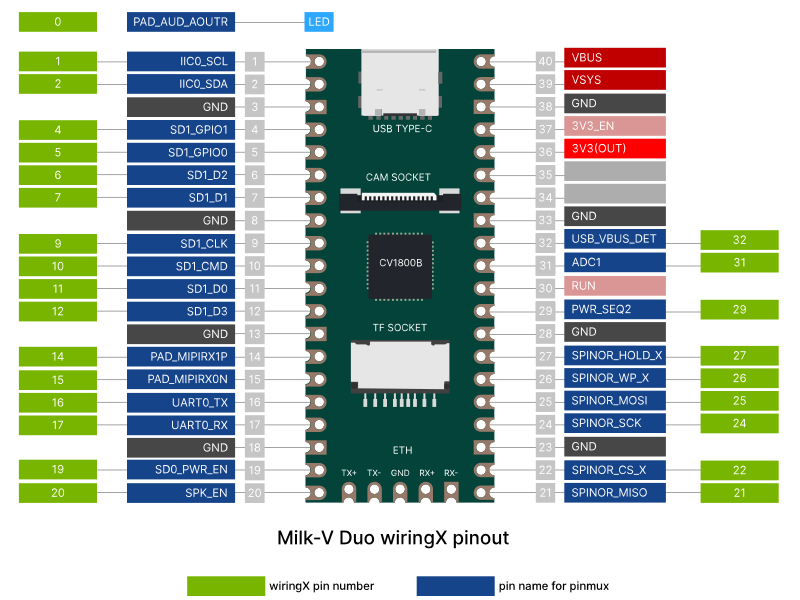 0 PAD_AUD_AOUTR LED
1 IIC0_SCL 1 40 VBUS
2 IIC0_SDA 2 39 VSYS
GND 3 38 GND
4 SD1_GPIO1 4 USB TYPE-C 37 3V3_EN
5 SD1_GPIO0 5 36 3V3(OUT)
6 SD1_D2 6 CAM SOCKET 35
7 SD1_D1 7 34
GND 8 33 GND
9 SD1_CLK 9 32 USB_VBUS_DET 32
10 SD1_CMD 10 CV1800B 31 ADC1 31
11 SD1_D0 11 30 RUN
12 SD1_D3 12 29 PWR_SEQ2 29
GND 13 TF SOCKET 28 GND
14 PAD_MIPIRX1P 14 27 SPINOR_HOLD_X 27
15 PAD_MIPIRX0N 15 26 SPINOR_WP_X 26
16 UART0_TX 16 25 SPINOR_MOSI 25
17 UART0_RX 17 24 SPINOR_SCK 24
GND 18 ETH 23 GND
19 SD0_PWR_EN 19 TX+ TX- GND RX+ RX- 22 SPINOR_CS_X 22
20 SPK_EN 20 21 SPINOR_MISO 21
Milk-V Duo wiringX pinout
wiringX pin number pin name for pinmux